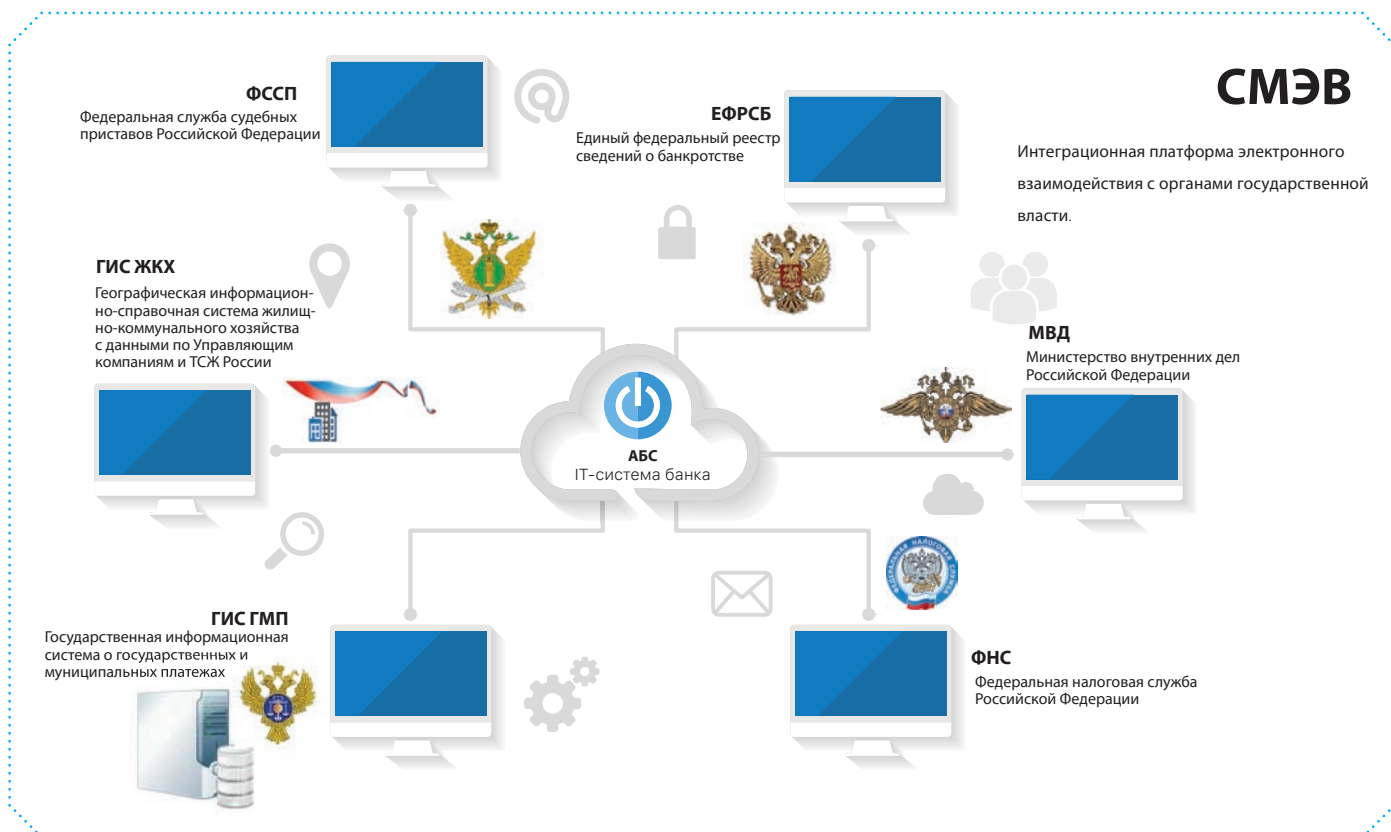 СМЭВ
Интеграционная платформа электронного
взаимодействия с органами государственной
власти.
ФССП
Федеральная служба судебных
приставов Российской Федерации
ЕФРСБ
Единый федеральный реестр
сведений о банкротстве
ГИС ЖКХ
Географическая информацион-
но-справочная система жилищ-
но-коммунального хозяйства
с данными по Управляющим
компаниям и ТСЖ России
МВД
Министерство внутренних дел
Российской Федерации
АБС
IT-система банка
ГИС ГМП
Государственная информационная
система о государственных и
муниципальных платежах
ФЕДЕРАЛЬНАЯ НАЛОГОВАЯ СЛУЖБА
ФНС
Федеральная налоговая служба
Российской Федерации